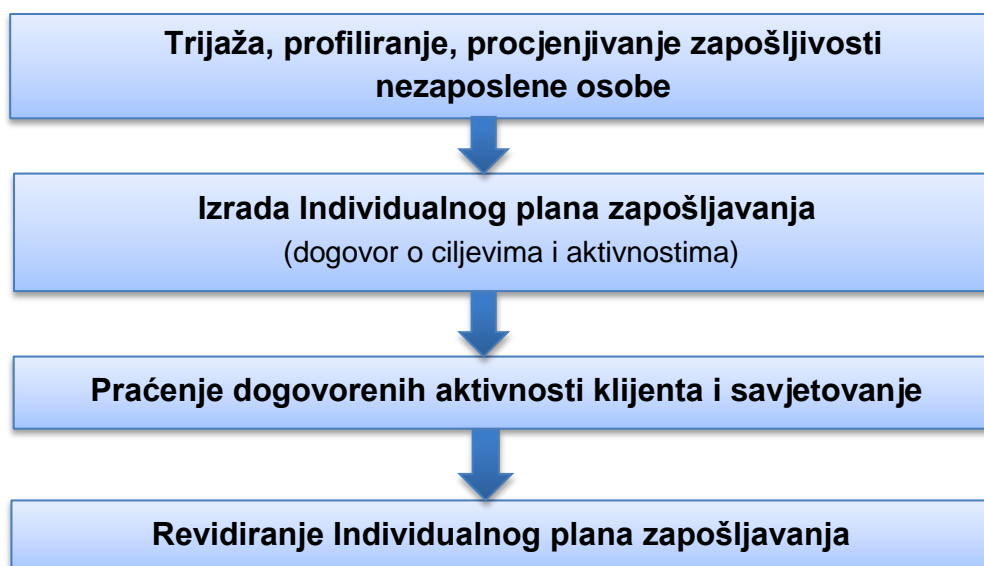 Trijaža, profiliranje, procjenjivanje zapošljivosti
nezaposlene osobe
Izrada Individualnog plana zapošljavanja
(dogovor o ciljevima i aktivnostima)
Praćenje dogovorenih aktivnosti klijenta i savjetovanje
Revidiranje Individualnog plana zapošljavanja